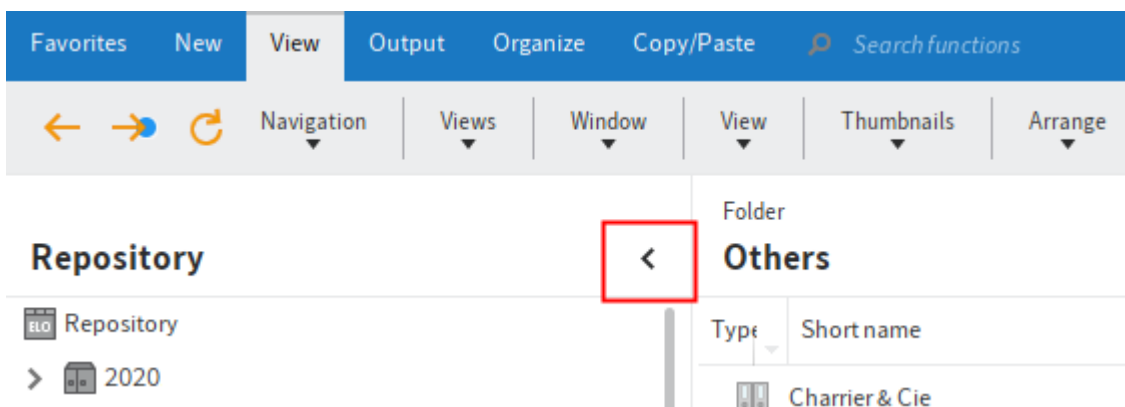 Favorites New View Output Organize Copy/Paste Search functions
Navigation Views Window View Thumbnails Arrange
Folder
Repository Others
ELO Repository
Type Short name
2020
Charrier & Cie